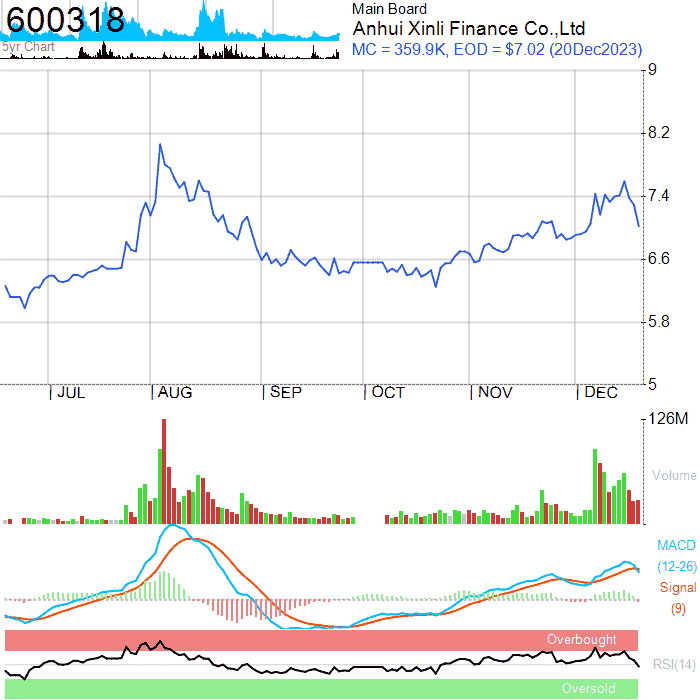 600318
5yr Chart
Main Board
Anhui Xinli Finance Co.,Ltd
MC = 359.9K, EOD = $7.02 (20Dec2023)
9
8.2
7.4
6.6
5.8
5
JUL
AUG
SEP
OCT
NOV
DEC
126M
Volume
MACD
(12-26)
Signal
(9)
Overbought
RSI(14)
Oversold